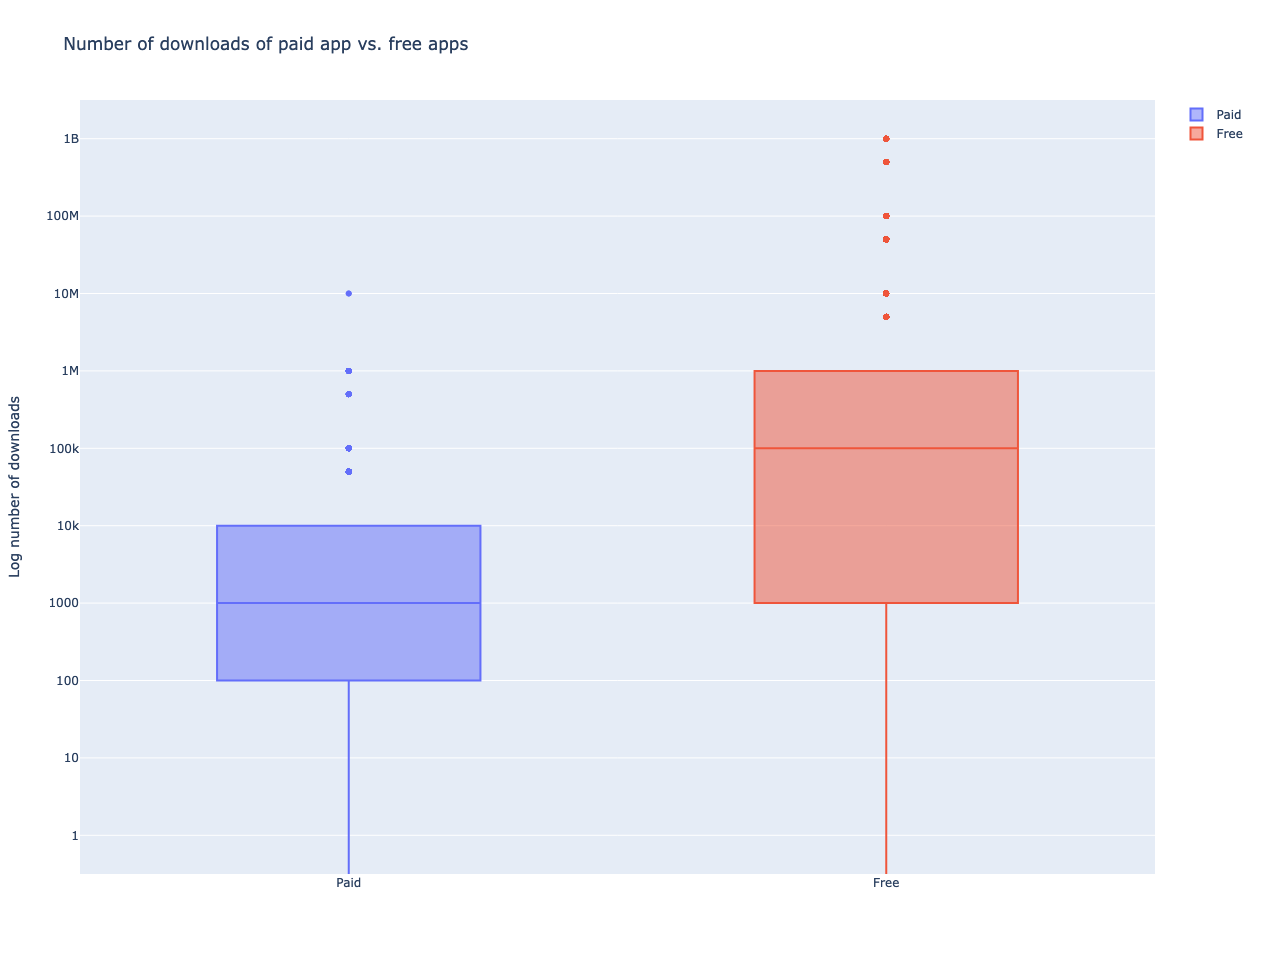 Number of downloads of paid app vs. free apps
Paid
Free
1B
100M
10M
1M
100k
10k
1000
100
10
1
Log number of downloads
Paid
Free